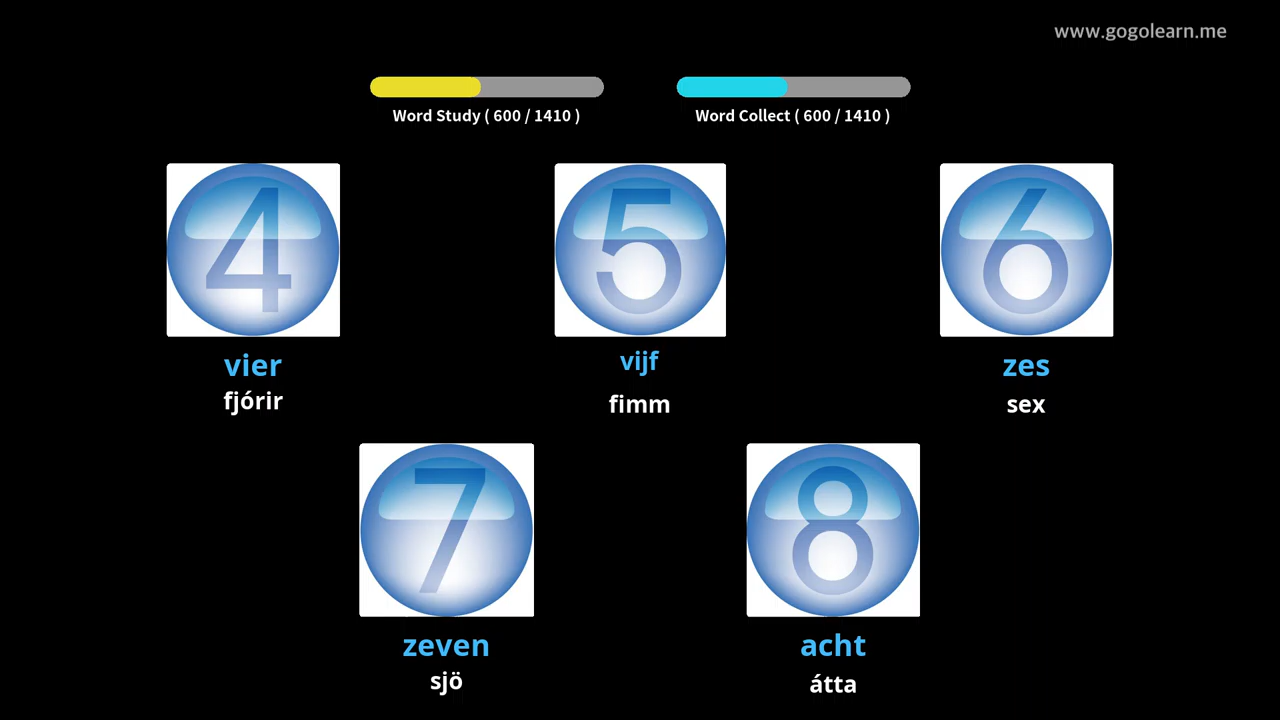 www.gogolearn.me
Word Study ( 600 / 1410 )
Word Collect ( 600 / 1410 )
4
5
6
vier
vijf
zes
fjórir
fimm
sex
7
8
zeven
acht
sjö
átta